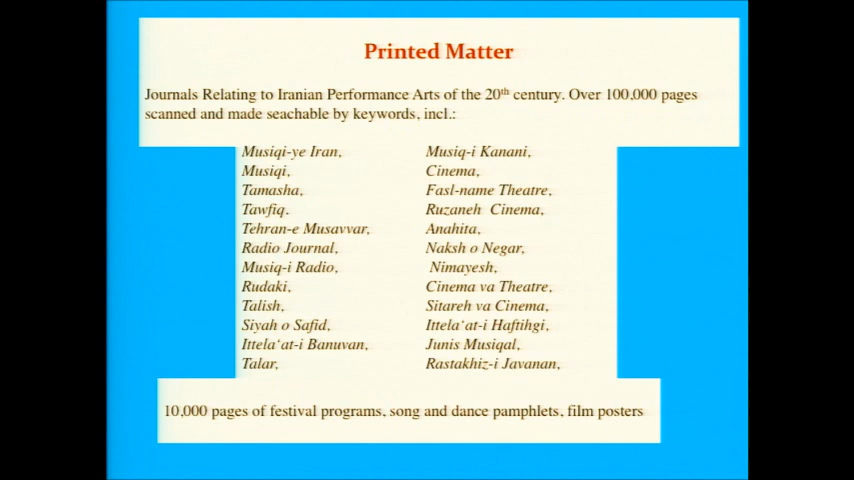 Printed Matter
Journals Relating to Iranian Performance Arts of the 20th century. Over 100,000 pages
scanned and made seachable by keywords, incl.:
Musiqi-ye Iran,
Musiqi,
Tamasha,
Tawfiq.
Tehran-e Musavvar,
Radio Journal,
Musiq-i Radio,
Rudaki,
Talish,
Siyah o Safid,
Ittela‘at-i Banuvan,
Talar,
Musiq-i Kanani,
Cinema,
Fasl-name Theatre,
Ruzaneh Cinema,
Anahita,
Naksh o Negar,
Nimayesh,
Cinema va Theatre,
Sitareh va Cinema,
Ittela‘at-i Haftihgi,
Junis Musiqal,
Rastakhiz-i Javanan,
10,000 pages of festival programs, song and dance pamphlets, film posters